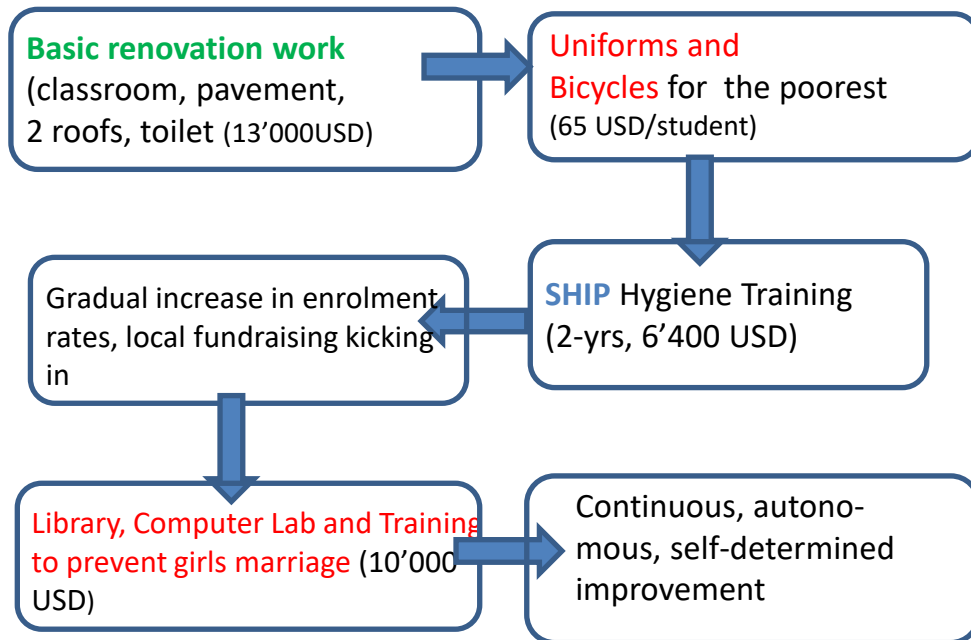 Basic renovation work
(classroom, pavement,
2 roofs, toilet (13’000USD)
Uniforms and
Bicycles for the poorest
(65 USD/student)
SHIP Hygiene Training
(2-yrs, 6’400 USD)
Gradual increase in enrolment
rates, local fundraising kicking
in
Library, Computer Lab and Training
to prevent girls marriage (10’000
USD)
Continuous, autono-
mous, self-determined
improvement